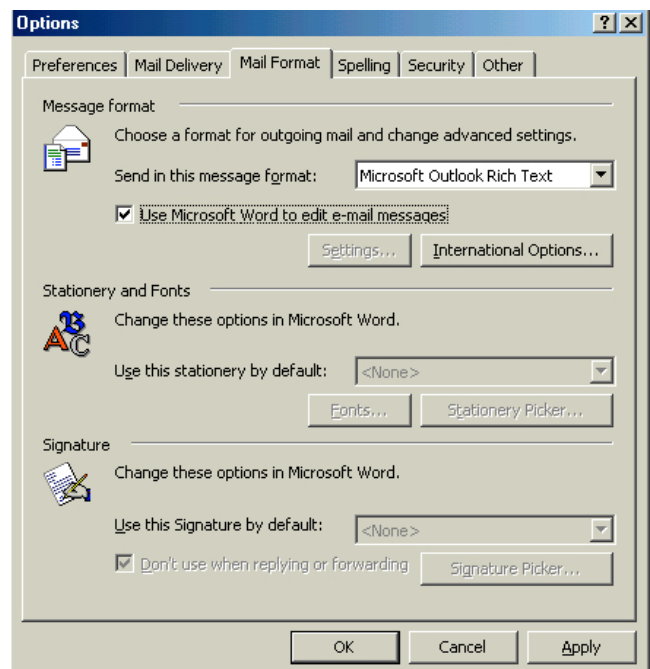 Options
Preferences Mail Delivery Mail Format Spelling Security Other
Message format
Choose a format for outgoing mail and change advanced settings.
Send in this message format: Microsoft Outlook Rich Text
Use Microsoft Word to edit e-mail messages
Settings... International Options...
Stationery and Fonts
Change these options in Microsoft Word.
Use this stationery by default: <None>
Fonts... Stationery Picker...
Signature
Change these options in Microsoft Word.
Use this Signature by default: <None>
Don't use when replying or forwarding Signature Picker...
OK Cancel Apply